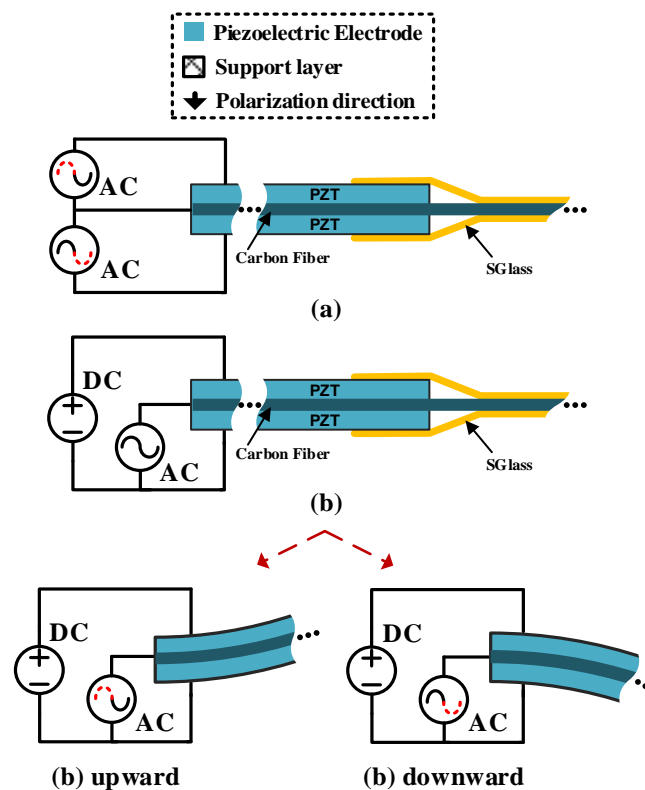 Piezoelectric Electrode
Support layer
Polarization direction
AC
AC
PZT
PZT
Carbon Fiber
SGlass
(a)
DC
AC
PZT
PZT
Carbon Fiber
SGlass
(b)
DC
AC
DC
AC
(b) upward
(b) downward